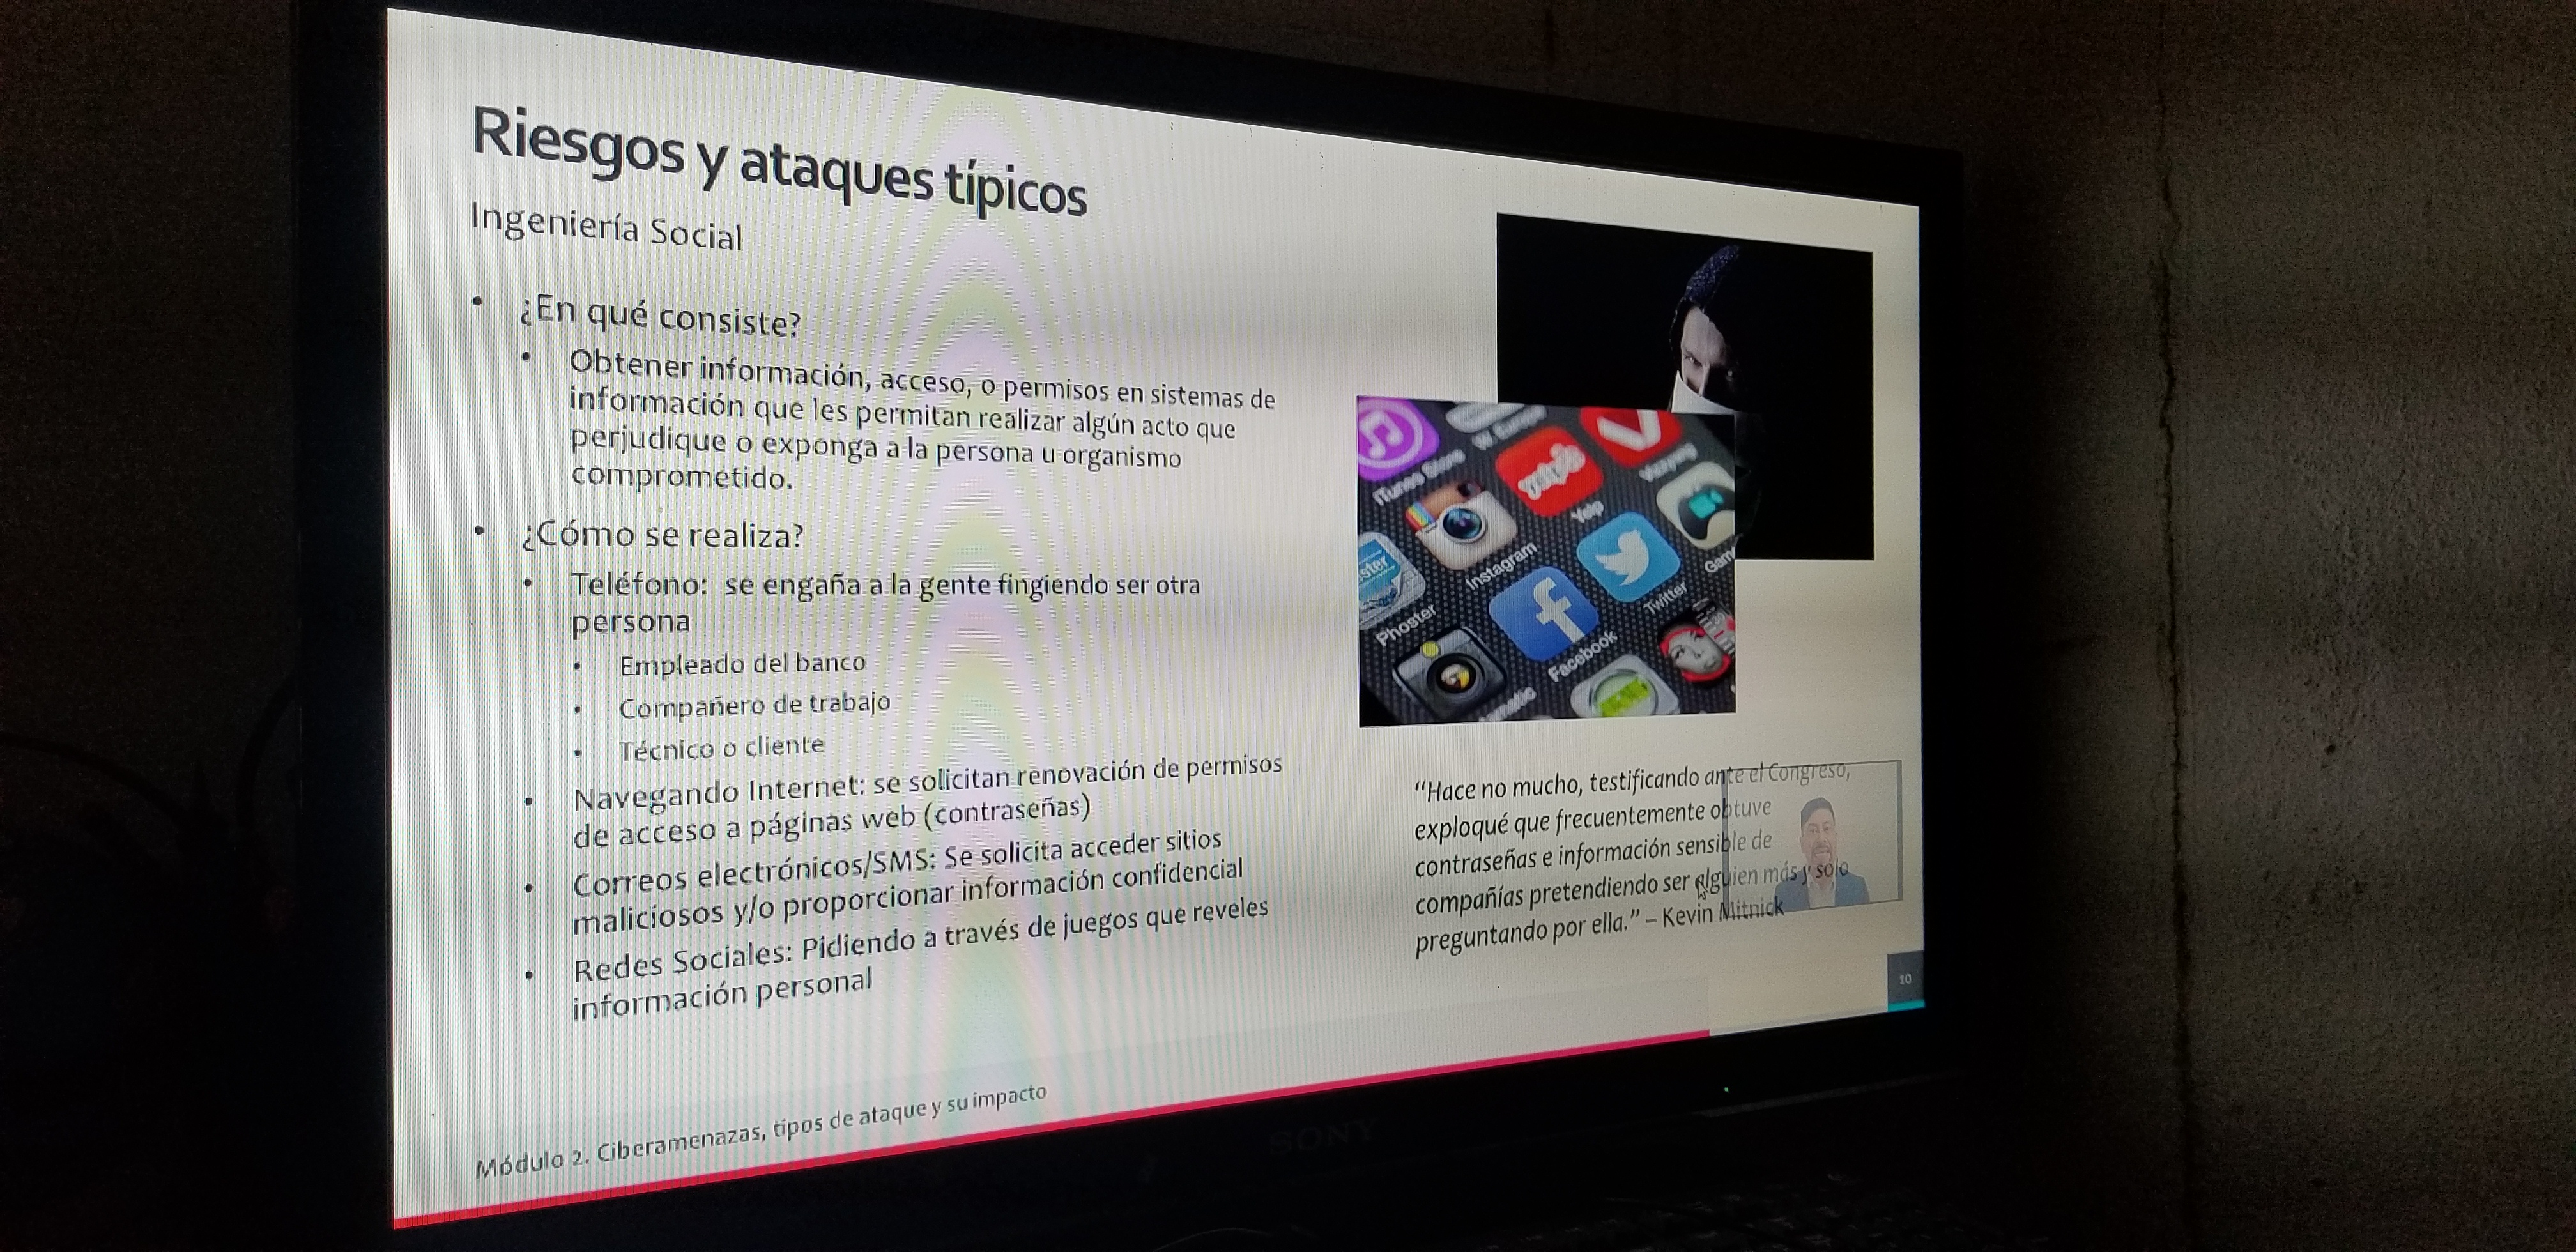 Riesgos y ataques típicos
Ingeniería Social
• ¿En qué consiste?
• Obtener información, acceso, o permisos en sistemas de
información que les permitan realizar algún acto que
perjudique o exponga a la persona u organismo
comprometido.
• ¿Cómo se realiza?
• Teléfono: se engaña a la gente fingiendo ser otra
persona
• Empleado del banco
• Compañero de trabajo
• Técnico o cliente
• Navegando Internet: se solicitan renovación de permisos
de acceso a páginas web (contraseñas)
• Correos electrónicos/SMS: Se solicita acceder sitios
maliciosos y/o proporcionar información confidencial
• Redes Sociales: Pidiendo a través de juegos que reveles
información personal
iTunes Store
yelp
Yelp
Instagram
Phoster
Facebook
Twitter
"Hace no mucho, testificando ante el Congreso,
exploqué que frecuentemente obtuve
contraseñas e información sensible de
compañías pretendiendo ser alguien más y solo
preguntando por ella." – Kevin Mitnick
10
Módulo 2. Ciberamenazas, tipos de ataque y su impacto
SONY